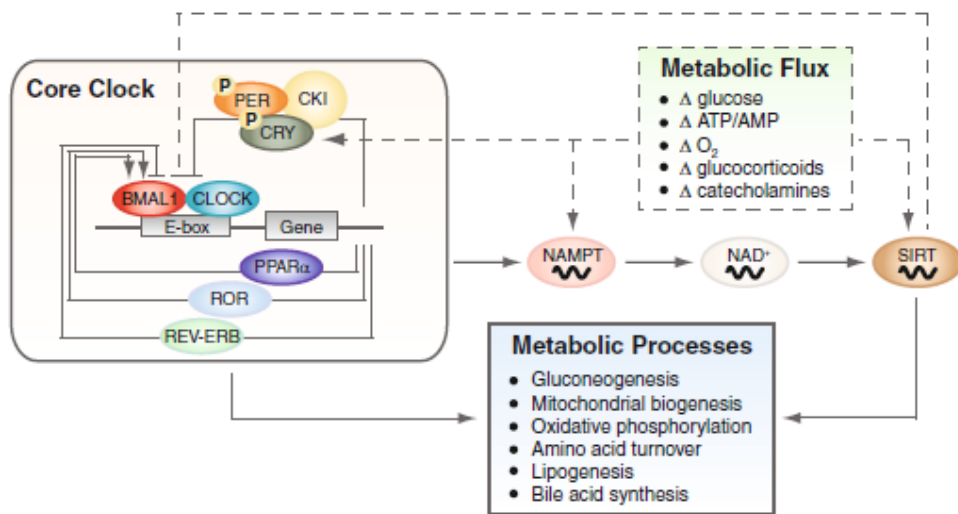 Core Clock
P
PER
CKI
P
CRY
BMAL1
CLOCK
E-box
Gene
PPARα
ROR
REV-ERB
Metabolic Flux
• Δ glucose
• Δ ATP/AMP
• Δ O₂
• Δ glucocorticoids
• Δ catecholamines
NAMPT
NAD⁺
SIRT
Metabolic Processes
• Gluconeogenesis
• Mitochondrial biogenesis
• Oxidative phosphorylation
• Amino acid turnover
• Lipogenesis
• Bile acid synthesis